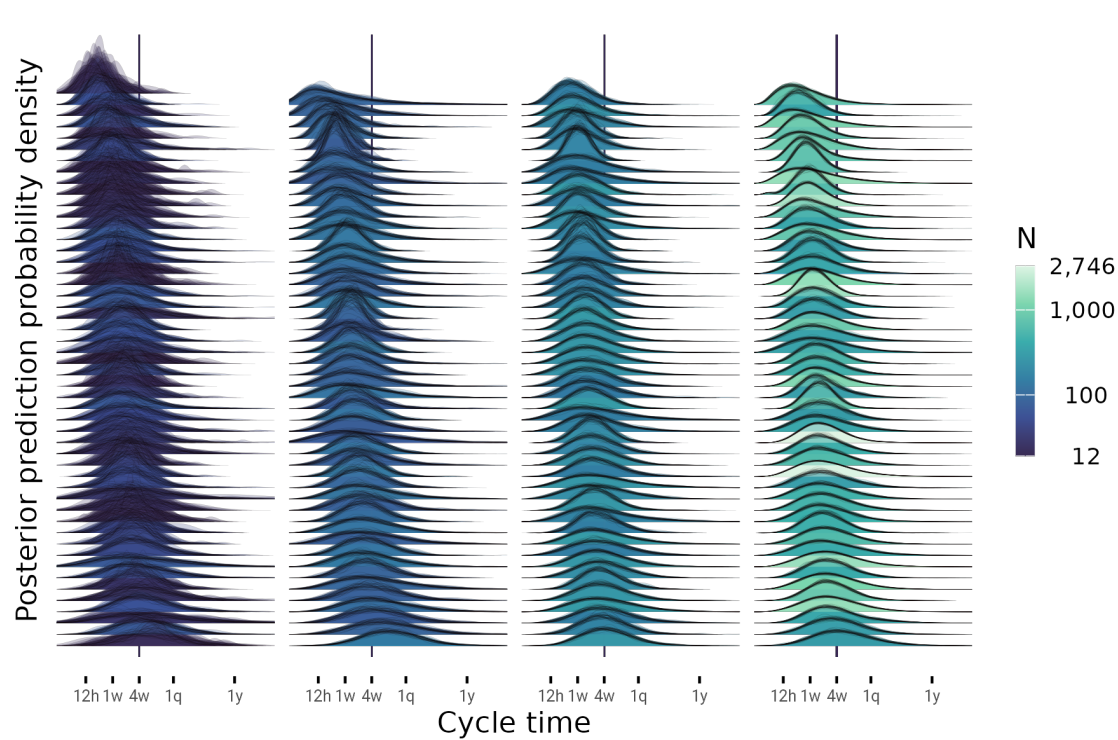 Posterior prediction probability density
12h 1w 4w 1q 1y
12h 1w 4w 1q 1y
12h 1w 4w 1q 1y
12h 1w 4w 1q 1y
Cycle time
N
2,746
1,000
100
12